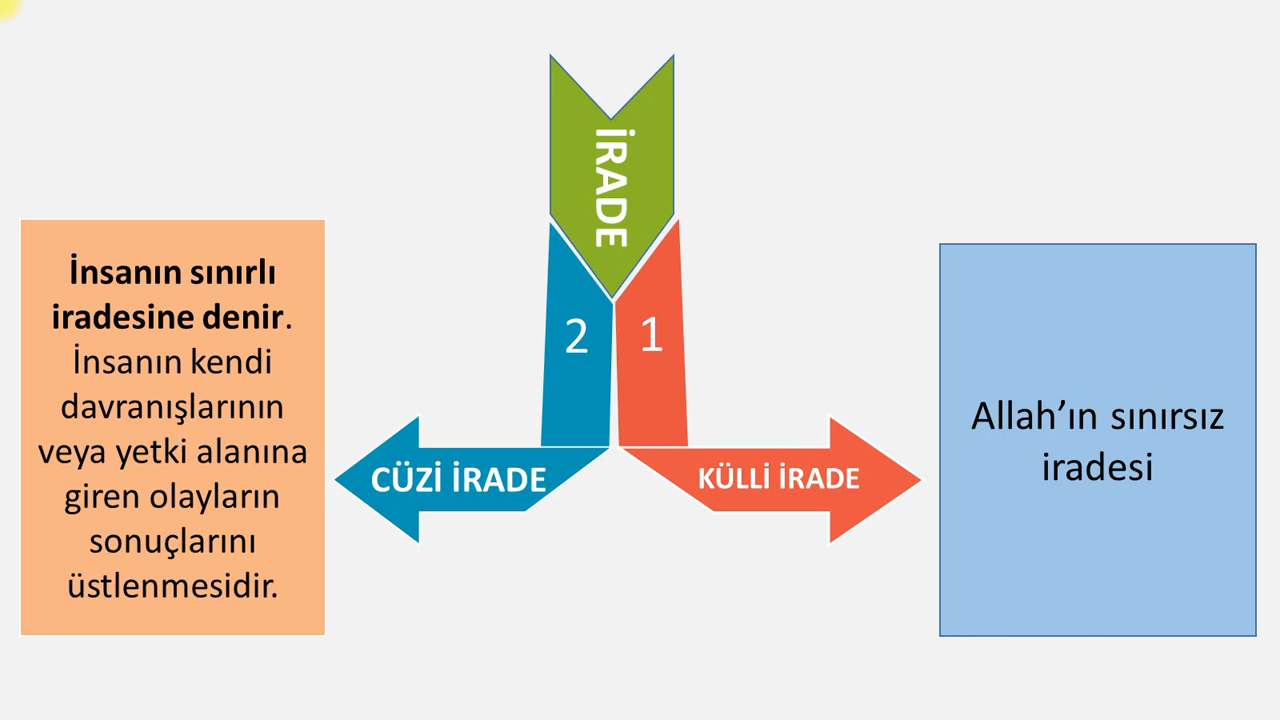 İRADE
İnsanın sınırlı
iradesine denir.
İnsanın kendi
davranışlarının
veya yetki alanına
giren olayların
sonuçlarını
üstlenmesidir.
2
1
CÜZİ İRADE
KÜLLİ İRADE
Allah’ın sınırsız
iradesi